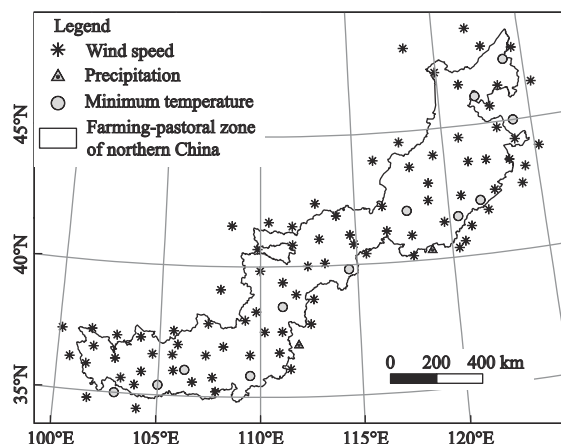 Legend
Wind speed
Precipitation
Minimum temperature
Farming-pastoral zone
of northern China
45°N
40°N
35°N
0 200 400 km
100°E 105°E 110°E 115°E 120°E